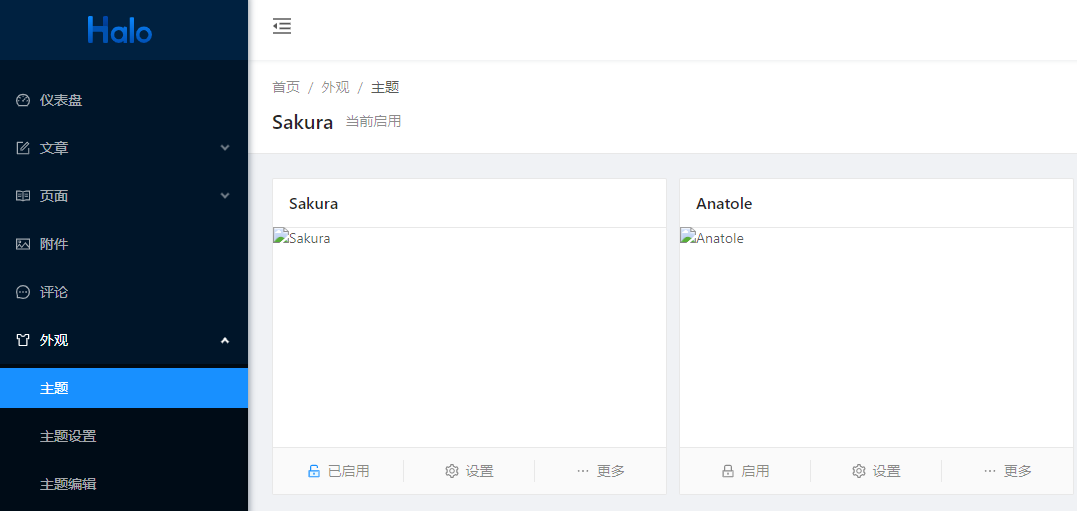 Halo
仪表盘
文章
页面
附件
评论
外观
主题
主题设置
主题编辑
首页 / 外观 / 主题
Sakura 当前启用
Sakura
Sakura
已启用 设置 ··· 更多
Anatole
Anatole
启用 设置 ··· 更多